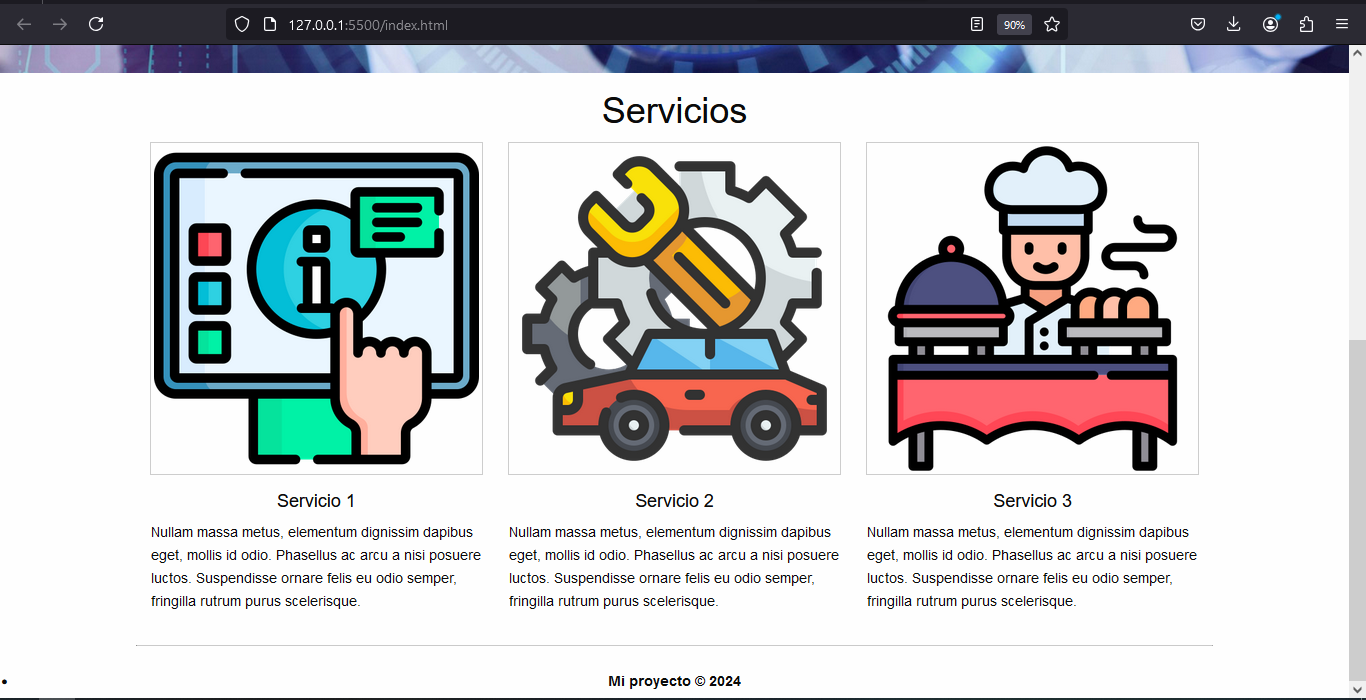 127.0.0.1:5500/index.html
90%
Servicios
Servicio 1
Nullam massa metus, elementum dignissim dapibus
eget, mollis id odio. Phasellus ac arcu a nisi posuere
luctos. Suspendisse ornare felis eu odio semper,
fringilla rutrum purus scelerisque.
Servicio 2
Nullam massa metus, elementum dignissim dapibus
eget, mollis id odio. Phasellus ac arcu a nisi posuere
luctos. Suspendisse ornare felis eu odio semper,
fringilla rutrum purus scelerisque.
Servicio 3
Nullam massa metus, elementum dignissim dapibus
eget, mollis id odio. Phasellus ac arcu a nisi posuere
luctos. Suspendisse ornare felis eu odio semper,
fringilla rutrum purus scelerisque.
Mi proyecto © 2024